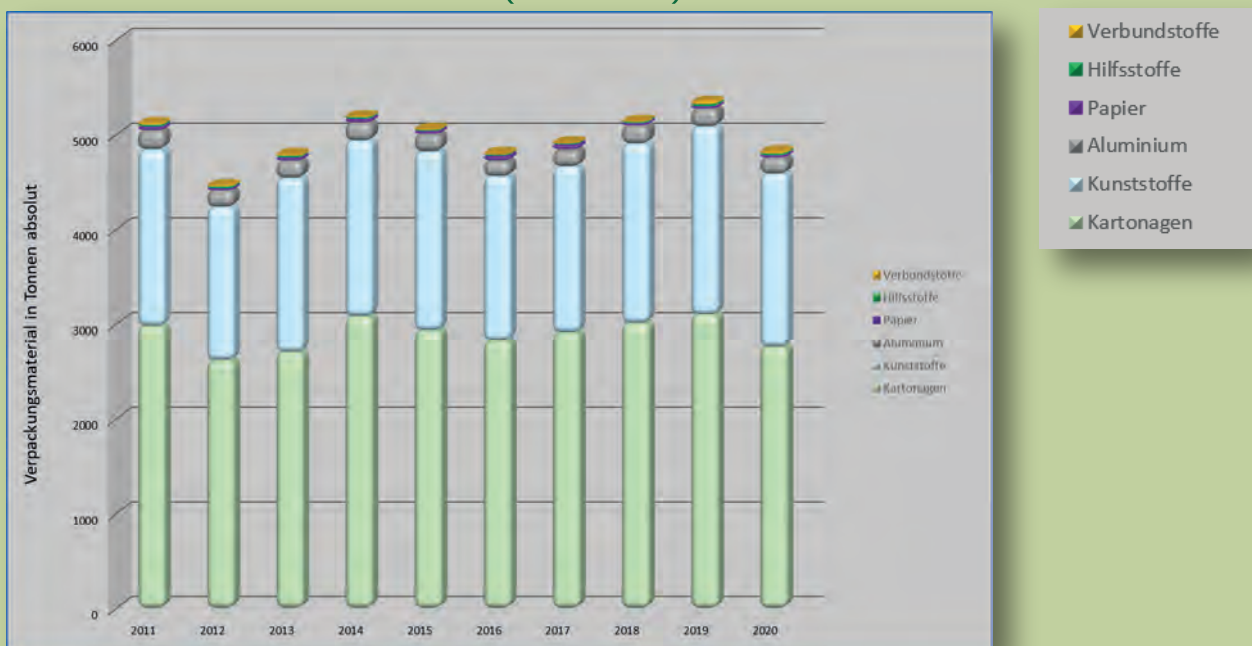 Verpackungsmaterial in Tonnen absolut
6000
5000
4000
3000
2000
1000
0
2011
2012
2013
2014
2015
2016
2017
2018
2019
2020
Verbundstoffe
Hilfsstoffe
Papier
Aluminium
Kunststoffe
Kartonagen
Verbundstoffe
Hilfsstoffe
Papier
Aluminium
Kunststoffe
Kartonagen